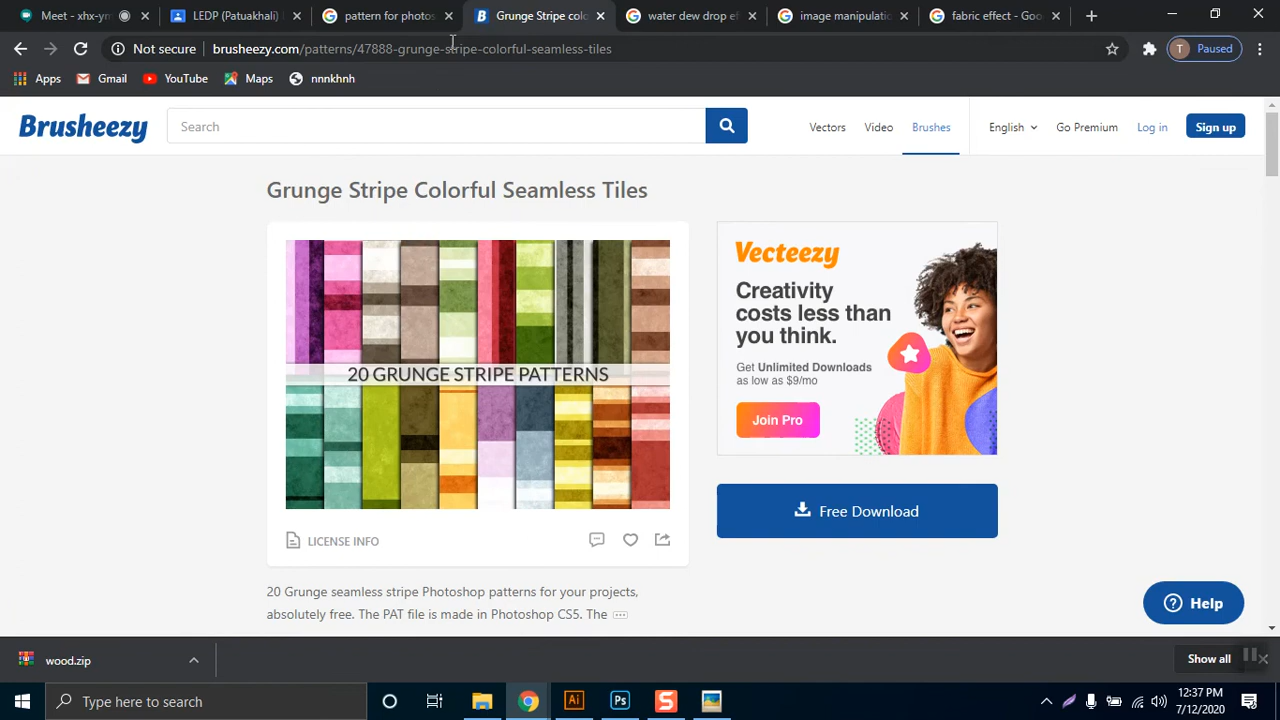 Meet - xhx-ym
LEDP (Patuakhali)
pattern for photos
Grunge Stripe colo
water dew drop ef
image manipulatio
fabric effect - Goo
Paused
T
Not secure
brusheezy.com/patterns/47888-grunge-stripe-colorful-seamless-tiles
Apps
Gmail
YouTube
Maps
nnnkhnh
Brusheezy
Search
Vectors
Video
Brushes
English
Go Premium
Log in
Sign up
Grunge Stripe Colorful Seamless Tiles
20 GRUNGE STRIPE PATTERNS
LICENSE INFO
20 Grunge seamless stripe Photoshop patterns for your projects,
absolutely free. The PAT file is made in Photoshop CS5. The
Vecteezy
Creativity
costs less than
you think.
Get Unlimited Downloads
as low as $9/mo
Join Pro
Free Download
Help
wood.zip
Show all
Type here to search
Ai
Ps
S
12:37 PM
7/12/2020